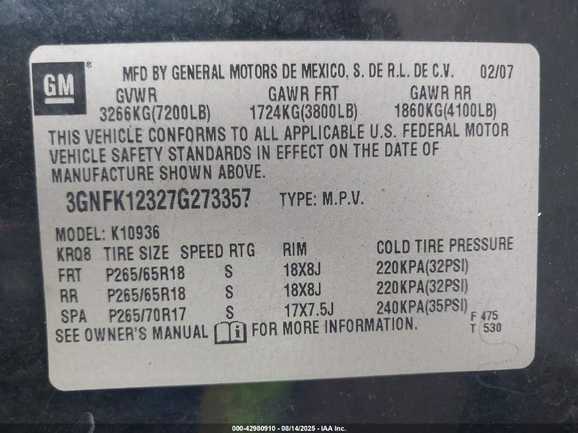 GM ® MFD BY GENERAL MOTORS DE MEXICO, S. DE R.L. DE C.V. 02/07
GVWR GAWR FRT GAWR RR
3266KG(7200LB) 1724KG(3800LB) 1860KG(4100LB)
THIS VEHICLE CONFORMS TO ALL APPLICABLE U.S. FEDERAL MOTOR
VEHICLE SAFETY STANDARDS IN EFFECT ON THE DATE OF
MANUFACTURE SHOWN ABOVE.
3GNFK12327G273357 TYPE: M.P.V.
MODEL: K10936
KRQ8 TIRE SIZE SPEED RTG RIM COLD TIRE PRESSURE
FRT P265/65R18 S 18X8J 220KPA(32PSI)
RR P265/65R18 S 18X8J 220KPA(32PSI)
SPA P265/70R17 S 17X7.5J 240KPA(35PSI) F 475
SEE OWNER'S MANUAL FOR MORE INFORMATION. T 530
000-42980910 - 08/14/2025 - IAA Inc.